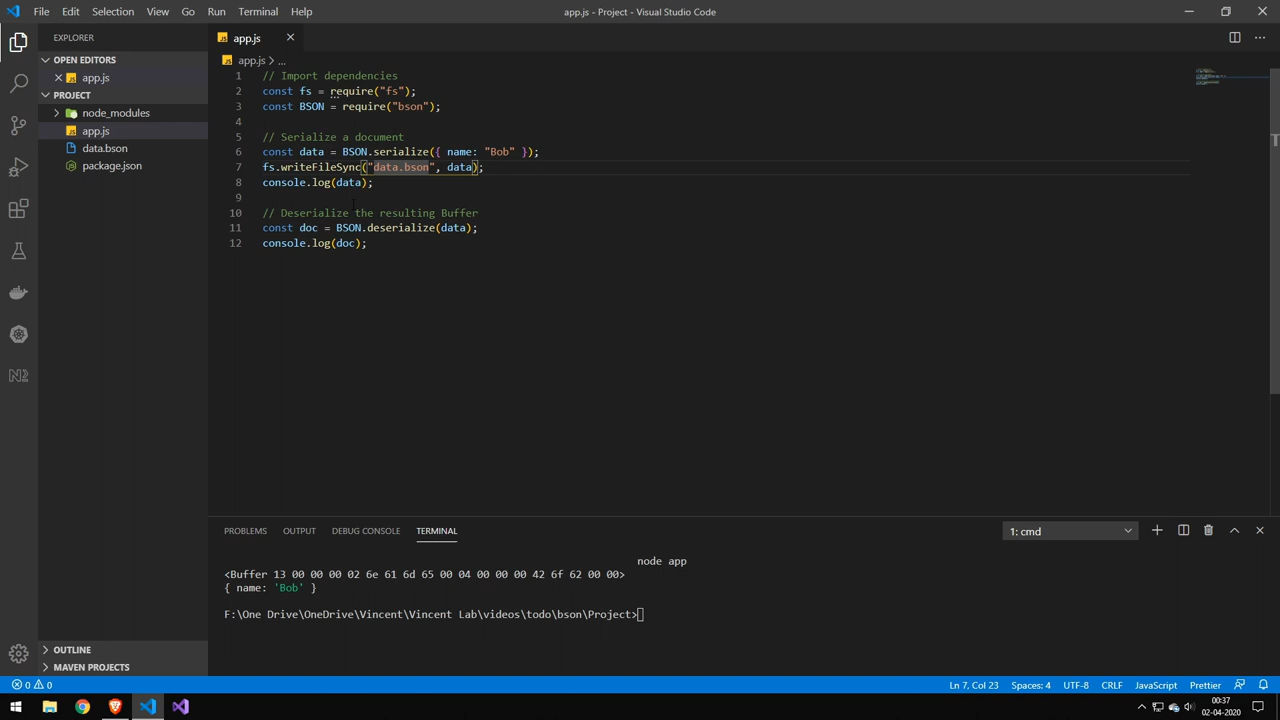 File Edit Selection View Go Run Terminal Help
app.js - Project - Visual Studio Code
EXPLORER
OPEN EDITORS
app.js
PROJECT
node_modules
app.js
data.bson
package.json
OUTLINE
MAVEN PROJECTS
app.js
app.js > ...
1 // Import dependencies
2 const fs = require("fs");
3 const BSON = require("bson");
4
5 // Serialize a document
6 const data = BSON.serialize({ name: "Bob" });
7 fs.writeFileSync("data.bson", data);
8 console.log(data);
9
10 // Deserialize the resulting Buffer
11 const doc = BSON.deserialize(data);
12 console.log(doc);
PROBLEMS OUTPUT DEBUG CONSOLE TERMINAL
1: cmd
node app
<Buffer 13 00 00 00 02 6e 61 6d 65 00 04 00 00 00 42 6f 62 00 00>
{ name: 'Bob' }
F:\One Drive\OneDrive\Vincent\Vincent Lab\videos\todo\bson\Project>
0 0 Ln 7, Col 23 Spaces: 4 UTF-8 CRLF JavaScript Prettier
00:37
02-04-2020